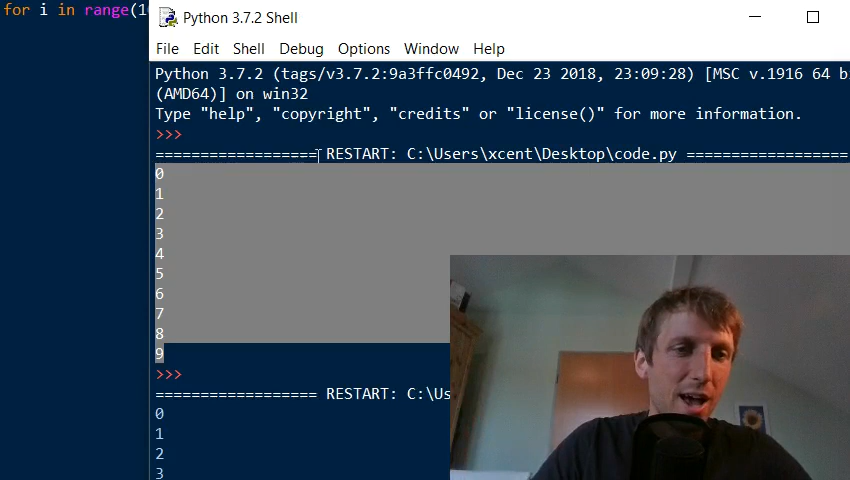 for i in range(1
Python 3.7.2 Shell
File Edit Shell Debug Options Window Help
Python 3.7.2 (tags/v3.7.2:9a3ffc0492, Dec 23 2018, 23:09:28) [MSC v.1916 64 b
(AMD64)] on win32
Type "help", "copyright", "credits" or "license()" for more information.
>>>
================== RESTART: C:\Users\xcent\Desktop\code.py ==================
0
1
2
3
4
5
6
7
8
9
>>>
================== RESTART: C:\Us
0
1
2
3